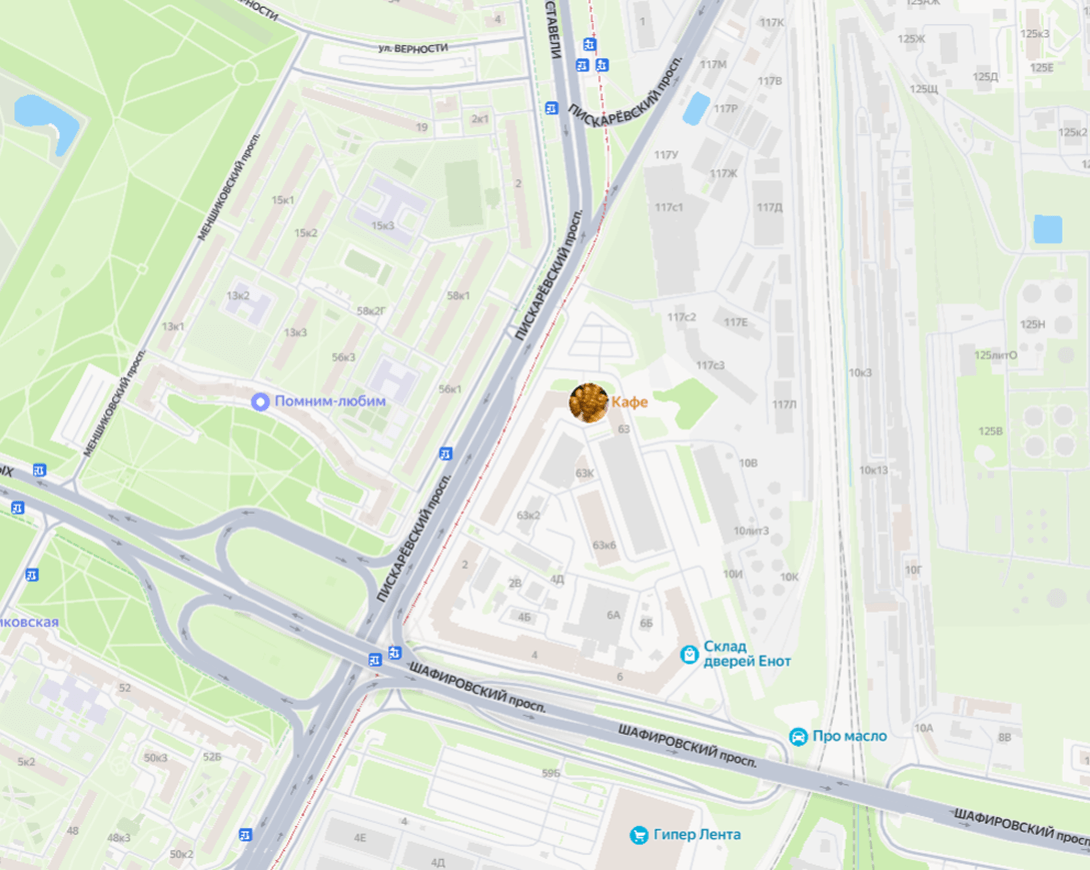 РНОСТИ
4
СТАВЕЛИ
1
117К
125АЖ
ул. ВЕРНОСТИ
125Ж
125к3
125Е
117М
117В
125Д
125Щ
ПИСКАРЁВСКИЙ просп.
117Р
19
2к1
125к2
МЕНШИКОВСКИЙ просп.
117У
117Ж
2
15к1
15к2
15к3
117с1
117Д
ПИСКАРЁВСКИЙ просп.
13к2
58к1
58к2Г
13к1
13к3
117с2
117Е
125Н
56к3
125литО
117с3
10к3
МЕНШИКОВСКИЙ просп.
56к1
Помним-любим
Кафе
117Л
63
125В
ЫХ
63К
10В
10к13
ПИСКАРЁВСКИЙ просп.
63к2
10лит3
63к6
2
2В
4Д
10И
10К
10Г
4Б
6А
6Б
иковская
4
6
Склад
дверей Енот
ШАФИРОВСКИЙ просп.
52
ШАФИРОВСКИЙ просп.
10А
8В
Про масло
5к2
50к3
52Б
59Б
ШАФИРОВСКИЙ просп.
48
48к3
50к2
4Е
4
4Д
Гипер Лента